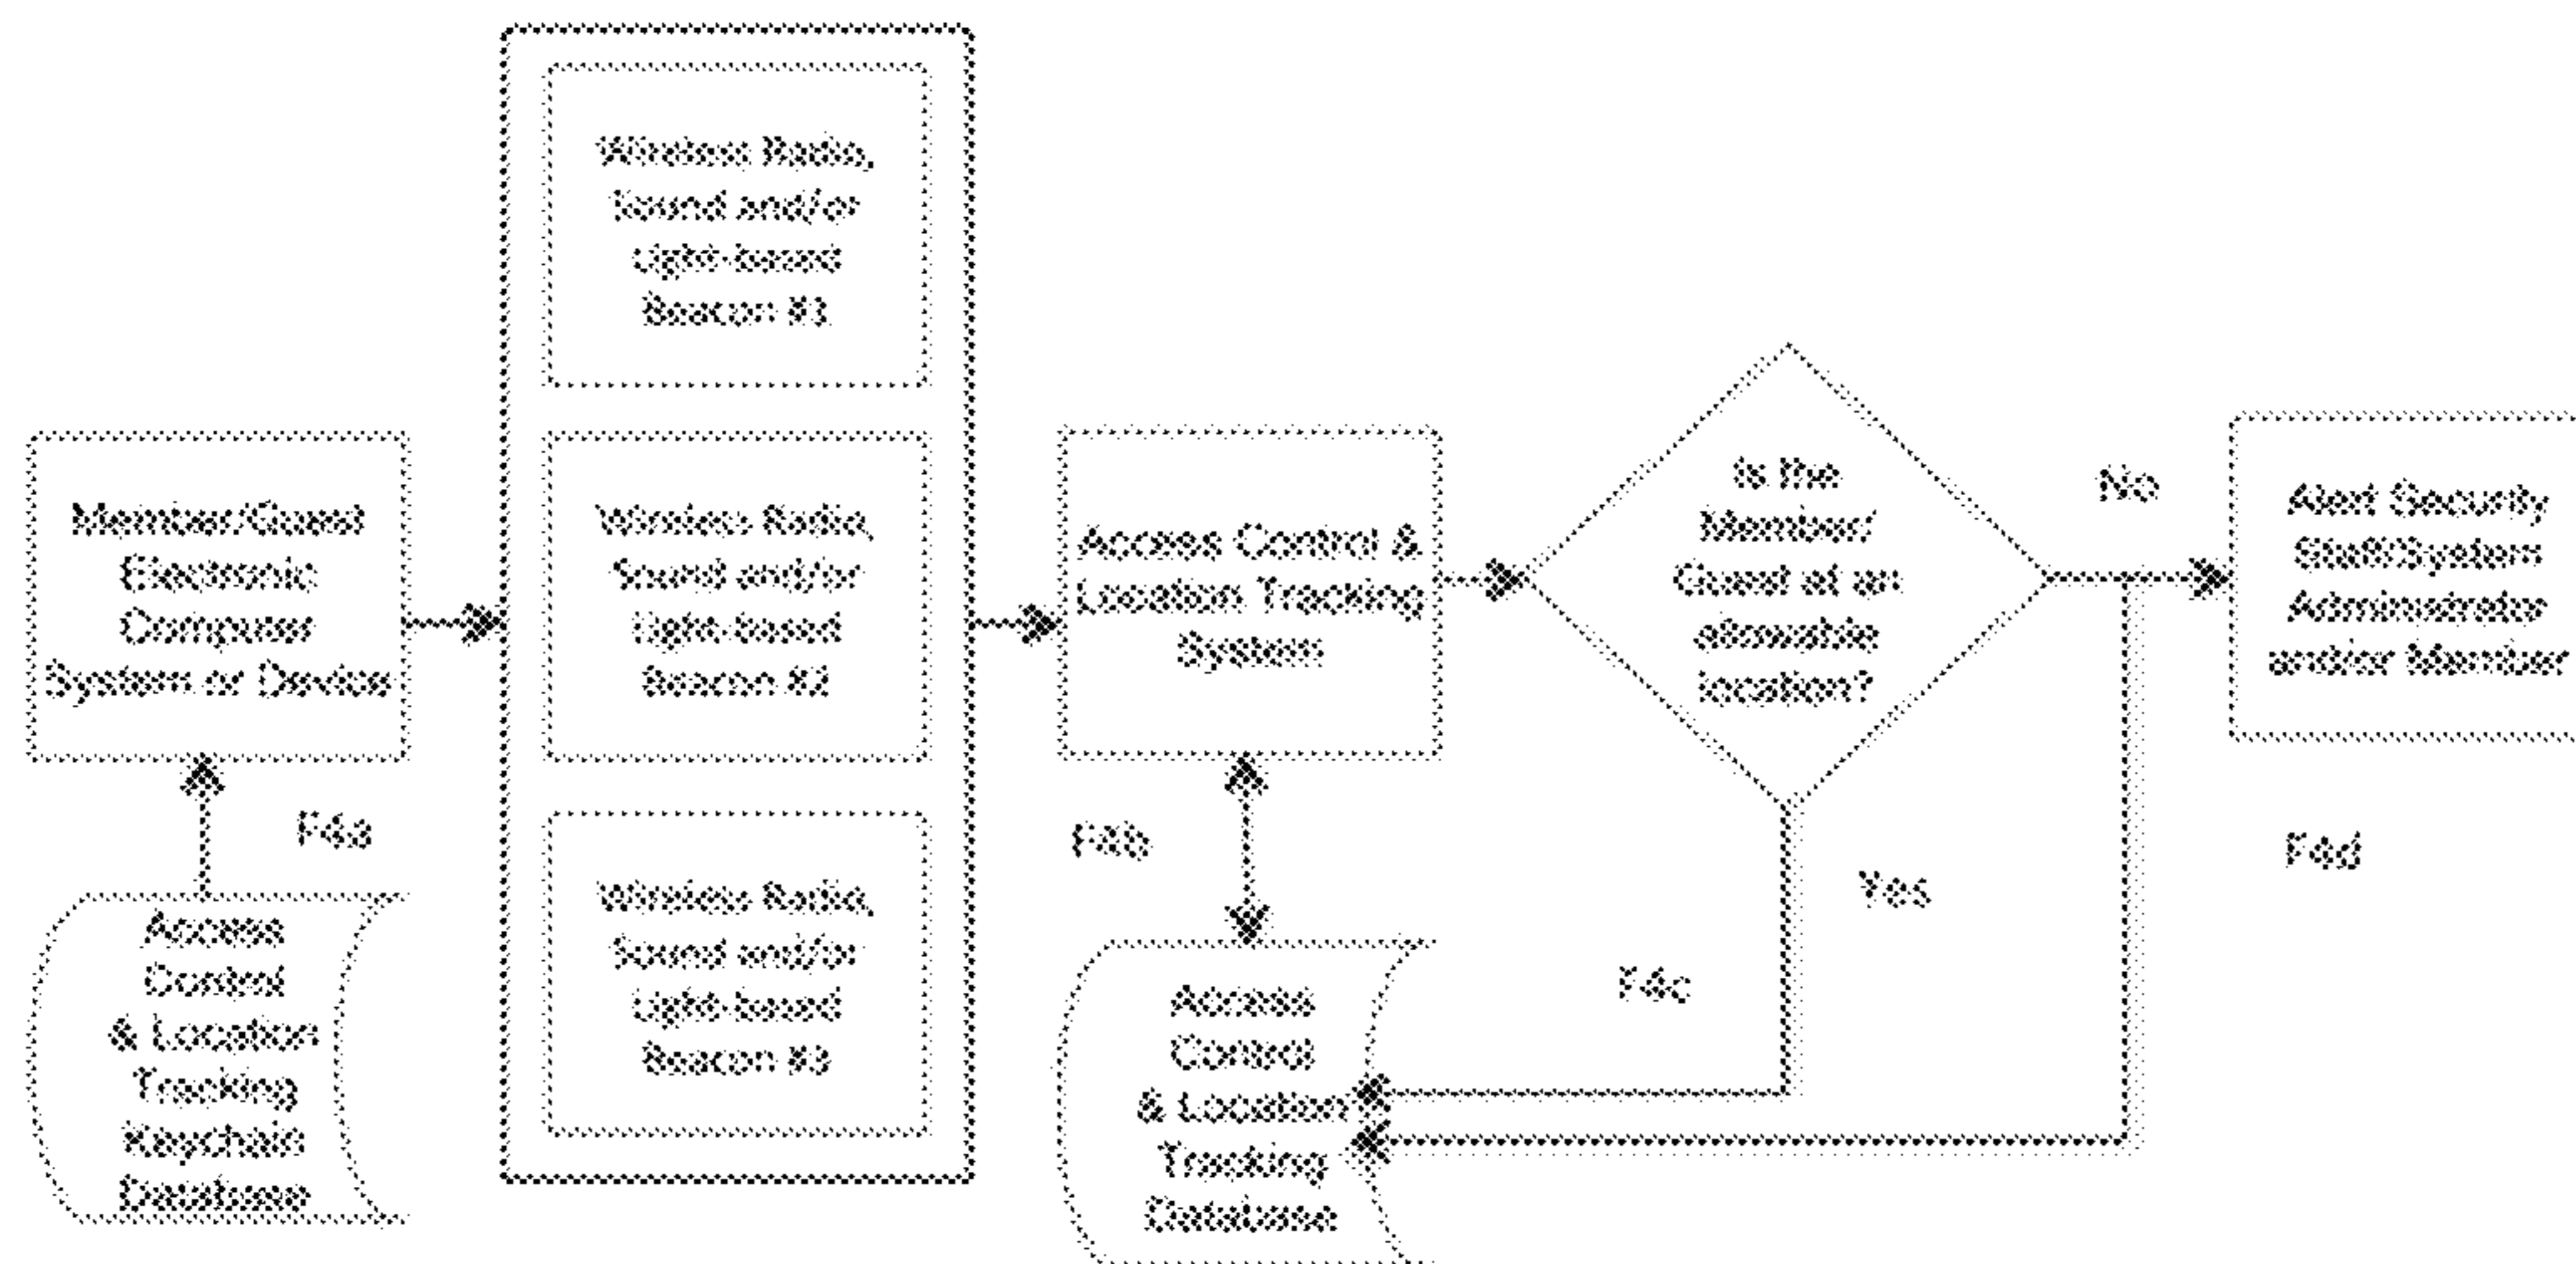 Wireless Radio,
Sound and/or
Light-based
Beacon #1
Member/Guest
Electronic
Computer
System or Device
Wireless Radio,
Sound and/or
Light-based
Beacon #2
Access Control &
Location Tracking
System
Is the
Member/
Guest at an
allowable
location?
No
Alert Security
Staff/System
Administrator
and/or Member
F4a
F4b
F4d
Yes
Access
Control
& Location
Tracking
Keychain
Database
Wireless Radio,
Sound and/or
Light-based
Beacon #3
F4c
Access
Control
& Location
Tracking
Database